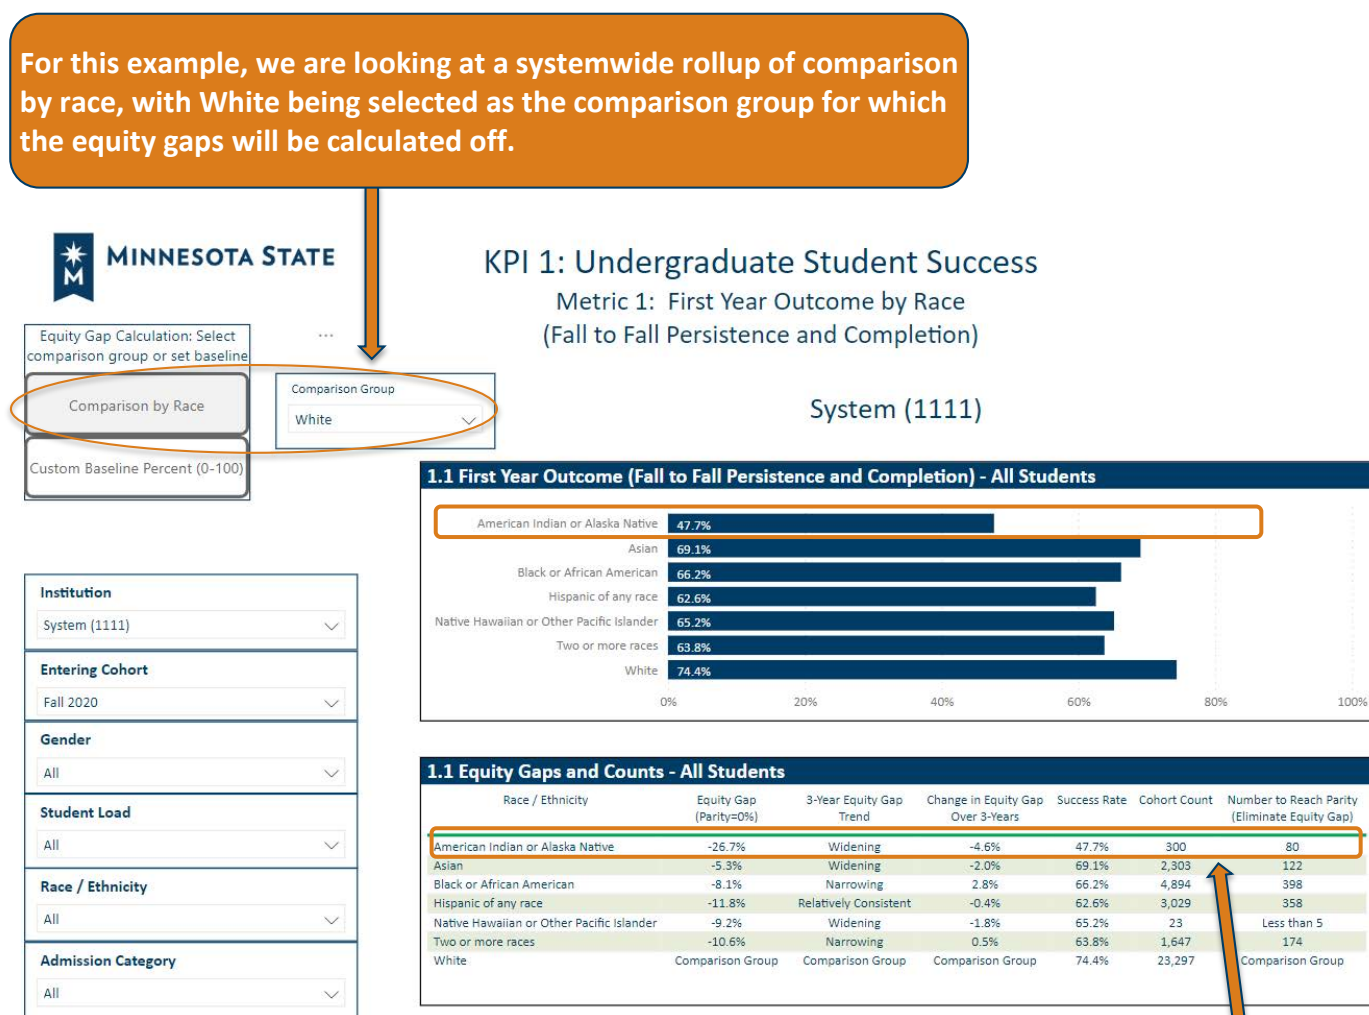 For this example, we are looking at a systemwide rollup of comparison
by race, with White being selected as the comparison group for which
the equity gaps will be calculated off.
M
MINNESOTA STATE
KPI 1: Undergraduate Student Success
Metric 1: First Year Outcome by Race
(Fall to Fall Persistence and Completion)
System (1111)
Equity Gap Calculation: Select
comparison group or set baseline
...
Comparison by Race
Custom Baseline Percent (0-100)
Comparison Group
White
Institution
System (1111)
Entering Cohort
Fall 2020
Gender
All
Student Load
All
Race / Ethnicity
All
Admission Category
All
1.1 First Year Outcome (Fall to Fall Persistence and Completion) - All Students
American Indian or Alaska Native 47.7%
Asian 69.1%
Black or African American 66.2%
Hispanic of any race 62.6%
Native Hawaiian or Other Pacific Islander 65.2%
Two or more races 63.8%
White 74.4%
0% 20% 40% 60% 80% 100%
1.1 Equity Gaps and Counts - All Students
Race / Ethnicity Equity Gap 3-Year Equity Gap Change in Equity Gap Success Rate Cohort Count Number to Reach Parity
(Parity=0%) Trend Over 3-Years (Eliminate Equity Gap)
American Indian or Alaska Native -26.7% Widening -4.6% 47.7% 300 80
Asian -5.3% Widening -2.0% 69.1% 2,303 122
Black or African American -8.1% Narrowing 2.8% 66.2% 4,894 398
Hispanic of any race -11.8% Relatively Consistent -0.4% 62.6% 3,029 358
Native Hawaiian or Other Pacific Islander -9.2% Widening -1.8% 65.2% 23 Less than 5
Two or more races -10.6% Narrowing 0.5% 63.8% 1,647 174
White Comparison Group Comparison Group Comparison Group 74.4% 23,297 Comparison Group